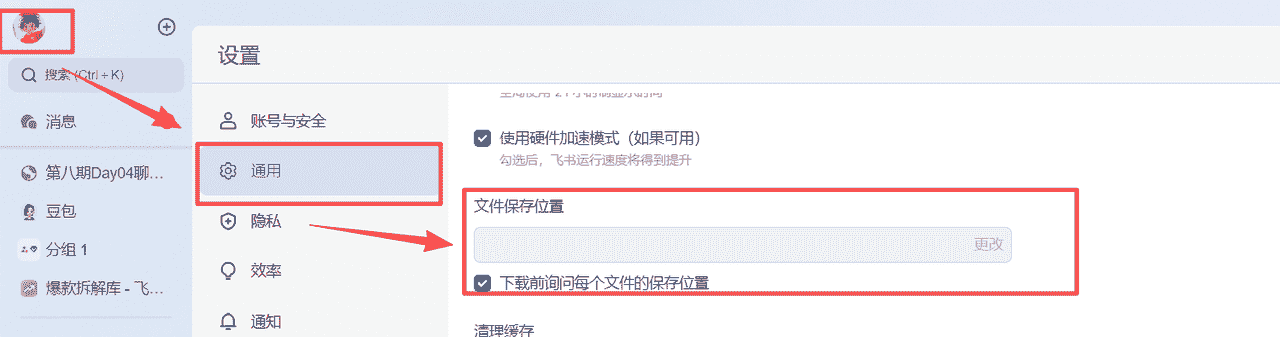 搜索 (Ctrl + K)
消息
第八期Day04聊...
豆包
分组 1
爆款拆解库 - 飞...
设置
账号与安全
通用
隐私
效率
通知
使用硬件加速模式（如果可用）
勾选后，飞书运行速度将得到提升
文件保存位置
更改
下载前询问每个文件的保存位置
清理缓存